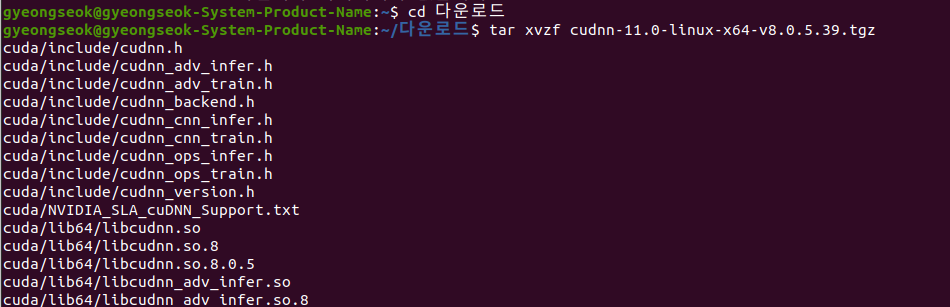 gyeongseok@gyeongseok-System-Product-Name:~$ cd 다운로드
gyeongseok@gyeongseok-System-Product-Name:~/다운로드$ tar xvzf cudnn-11.0-linux-x64-v8.0.5.39.tgz
cuda/include/cudnn.h
cuda/include/cudnn_adv_infer.h
cuda/include/cudnn_adv_train.h
cuda/include/cudnn_backend.h
cuda/include/cudnn_cnn_infer.h
cuda/include/cudnn_cnn_train.h
cuda/include/cudnn_ops_infer.h
cuda/include/cudnn_ops_train.h
cuda/include/cudnn_version.h
cuda/NVIDIA_SLA_cuDNN_Support.txt
cuda/lib64/libcudnn.so
cuda/lib64/libcudnn.so.8
cuda/lib64/libcudnn.so.8.0.5
cuda/lib64/libcudnn_adv_infer.so
cuda/lib64/libcudnn_adv_infer.so.8